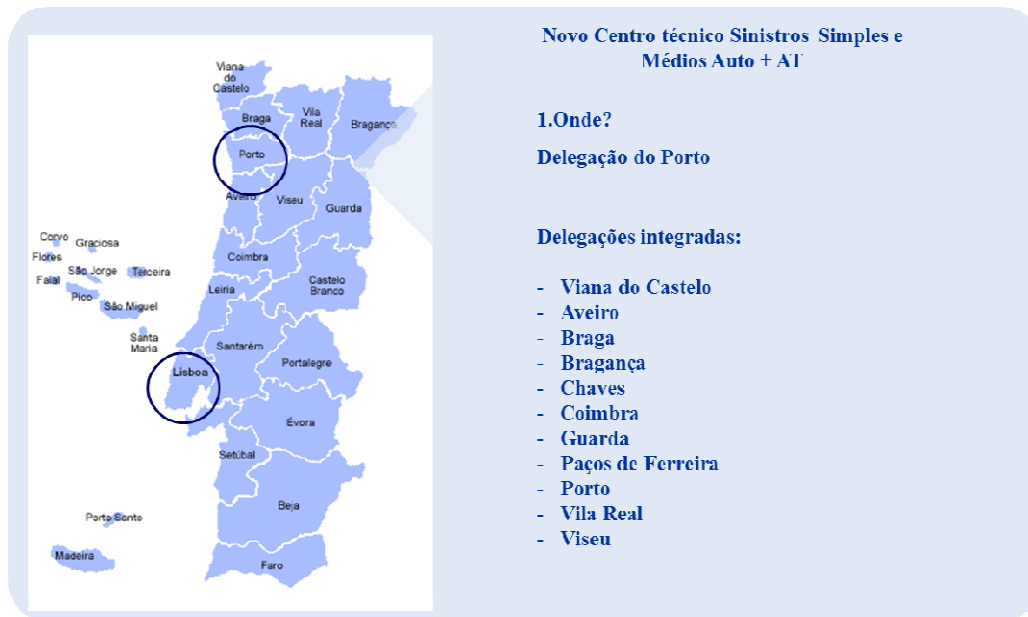 Novo Centro técnico Sinistros Simples e
Médios Auto + AT
1.Onde?
Delegação do Porto
Delegações integradas:
- Viana do Castelo
- Aveiro
- Braga
- Bragança
- Chaves
- Coimbra
- Guarda
- Paços de Ferreira
- Porto
- Vila Real
- Viseu
Viana
do
Castelo
Braga
Vila
Real
Bragança
Porto
Aveiro
Viseu
Guarda
Coimbra
Castelo
Branco
Leiria
Santarém
Portalegre
Lisboa
Évora
Setúbal
Beja
Faro
Corvo
Graciosa
Flores
São Jorge
Terceira
Faial
Pico
São Miguel
Santa
Maria
Porto Santo
Madeira